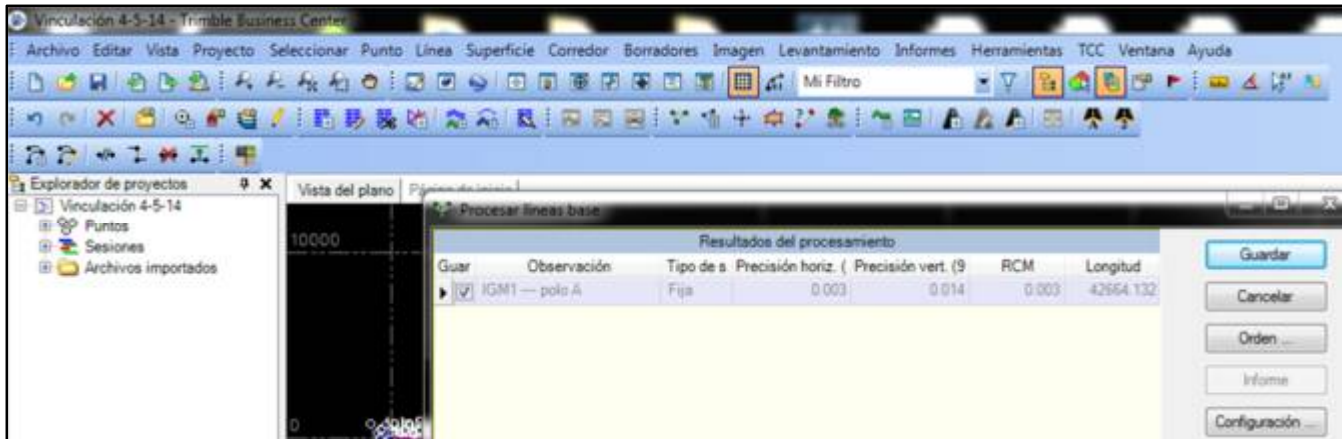 Vinculación 4-5-14 - Trimble Business Center
Archivo Editar Vista Proyecto Seleccionar Punto Línea Superficie Corredor Borradores Imagen Levantamiento Informes Herramientas TCC Ventana Ayuda
Mi Filtro
Explorador de proyectos
Vinculación 4-5-14
Puntos
Sesiones
Archivos importados
Vista del plano Página de inicio
10000
0
Procesar líneas base
Resultados del procesamiento
Guar Observación Tipo de s Precisión horiz. ( Precisión vert. (9 RCM Longitud
IGM1 --- polo A Fija 0.003 0.014 0.003 42664.132
Guardar
Cancelar
Orden ...
Informe
Configuración ...